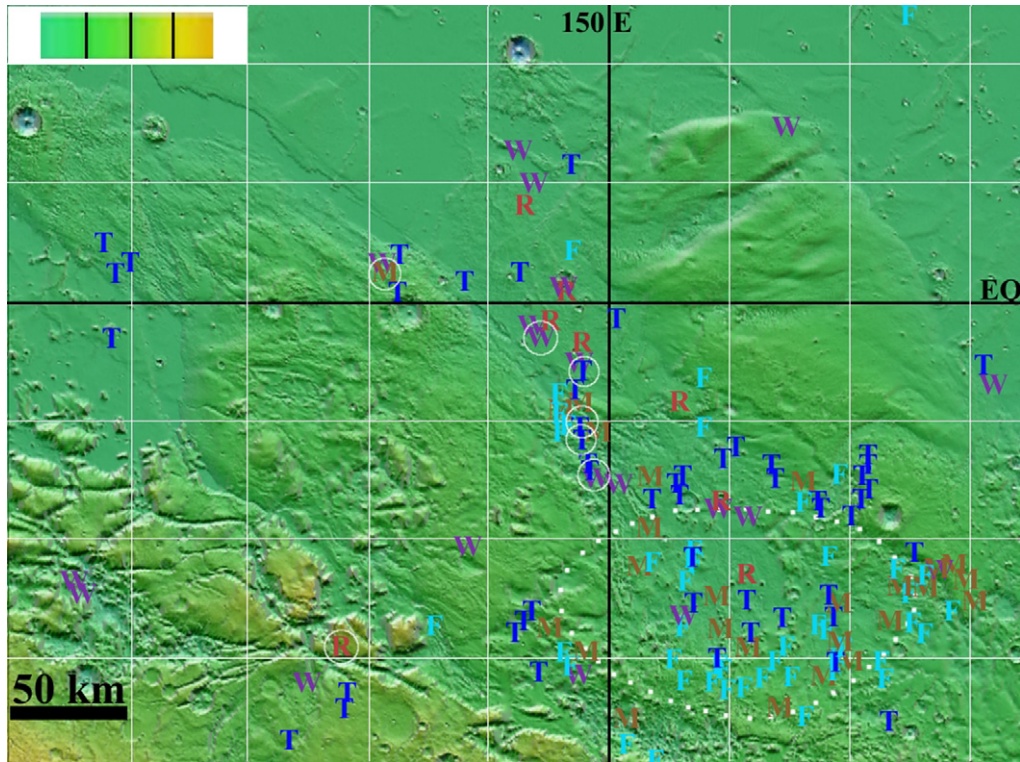 150 E F
W
W T
W
R
T T F
T T W M T
T T W R EQ
W R T
T W R
W T
T F T W
T F R
F M
F T M F
T T
T T T T
W W M T T M F T T
T T R F T T
W W T
M
W F T
M F T F T F M
W F R F M M
W T M T T M F M M
T T M W T T F F
T M F M T F M F F
R F M
F M F T F F T M F
T F W F F F F F M F
W T
T M F M F T
F
T F
50 km